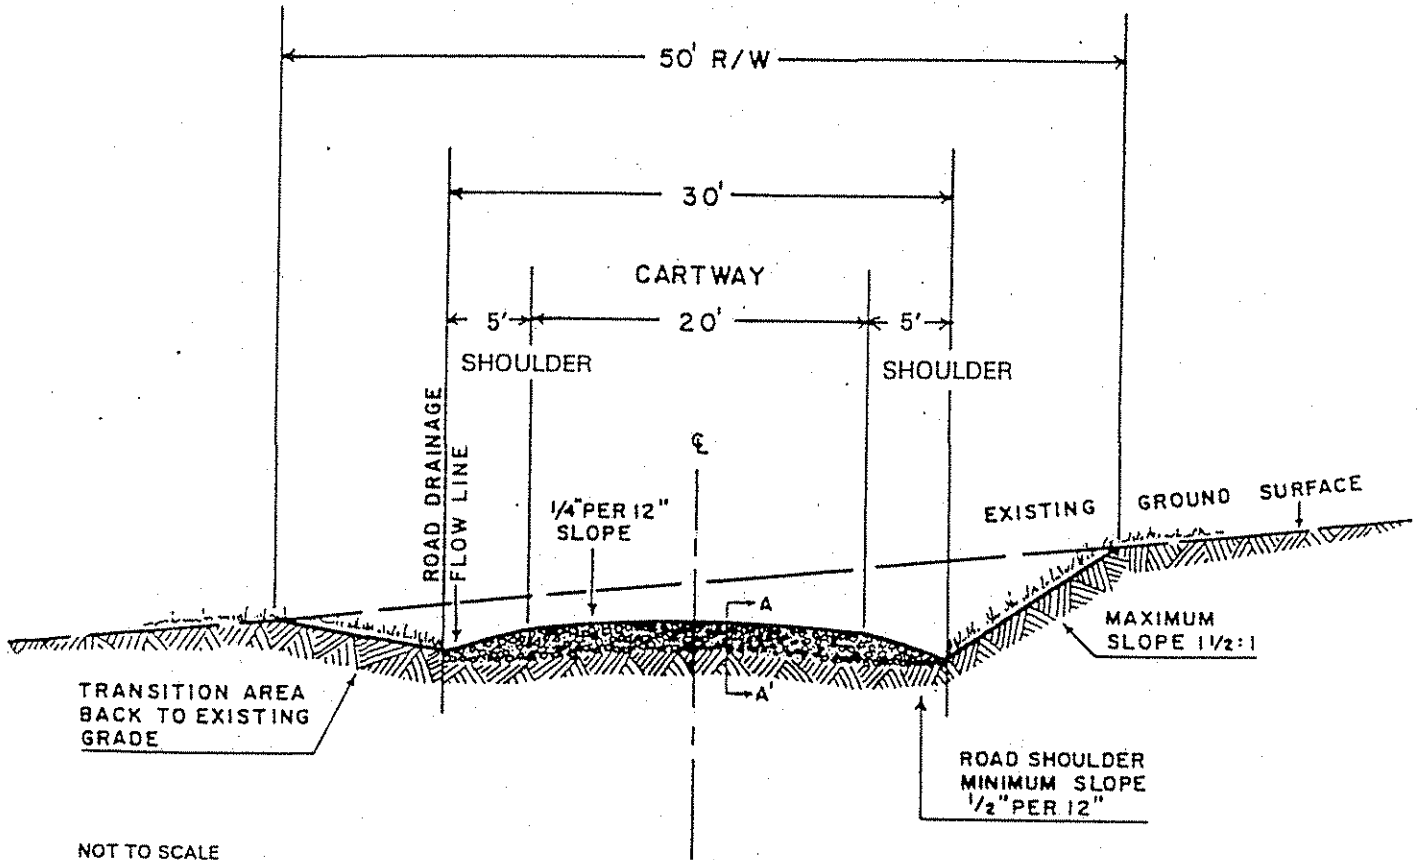 50' R/W
30'
CARTWAY
5'
20'
5'
SHOULDER
SHOULDER
ROAD DRAINAGE
FLOW LINE
℄
1/4" PER 12"
SLOPE
EXISTING GROUND SURFACE
A
A'
MAXIMUM
SLOPE 1 1/2:1
TRANSITION AREA
BACK TO EXISTING
GRADE
ROAD SHOULDER
MINIMUM SLOPE
1/2" PER 12"
NOT TO SCALE